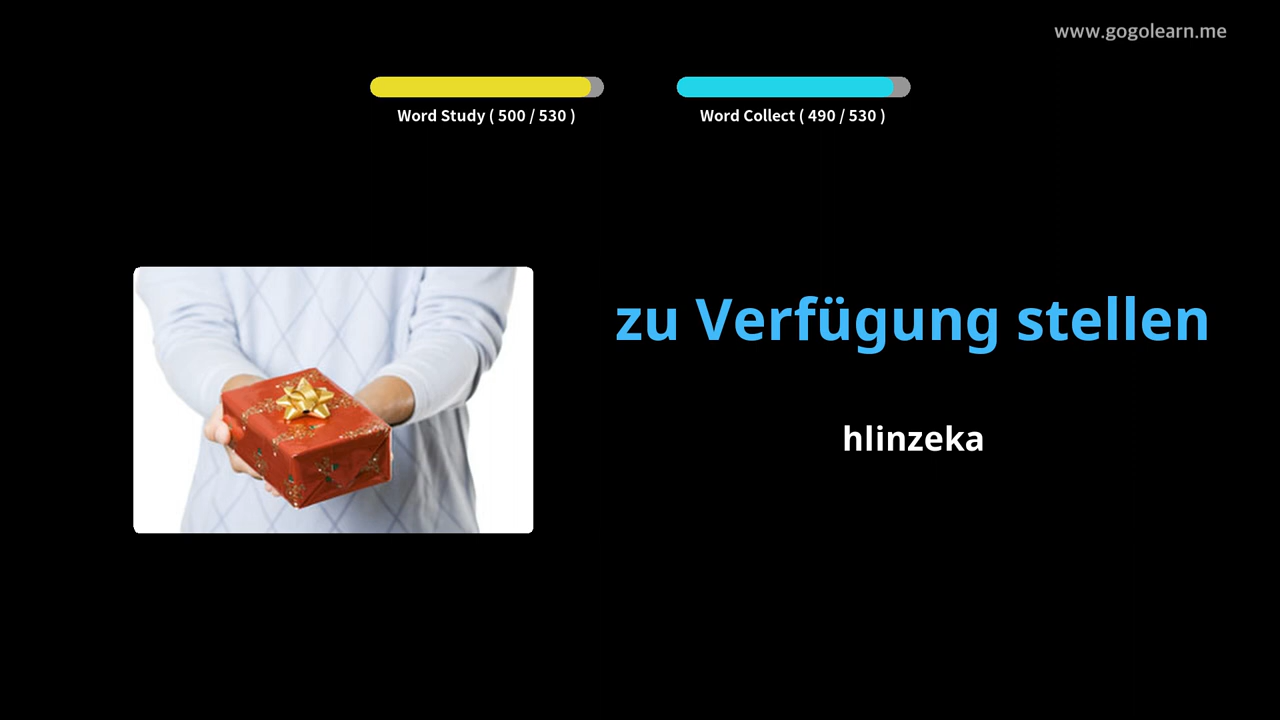 www.gogolearn.me
Word Study ( 500 / 530 )
Word Collect ( 490 / 530 )
zu Verfügung stellen
hlinzeka